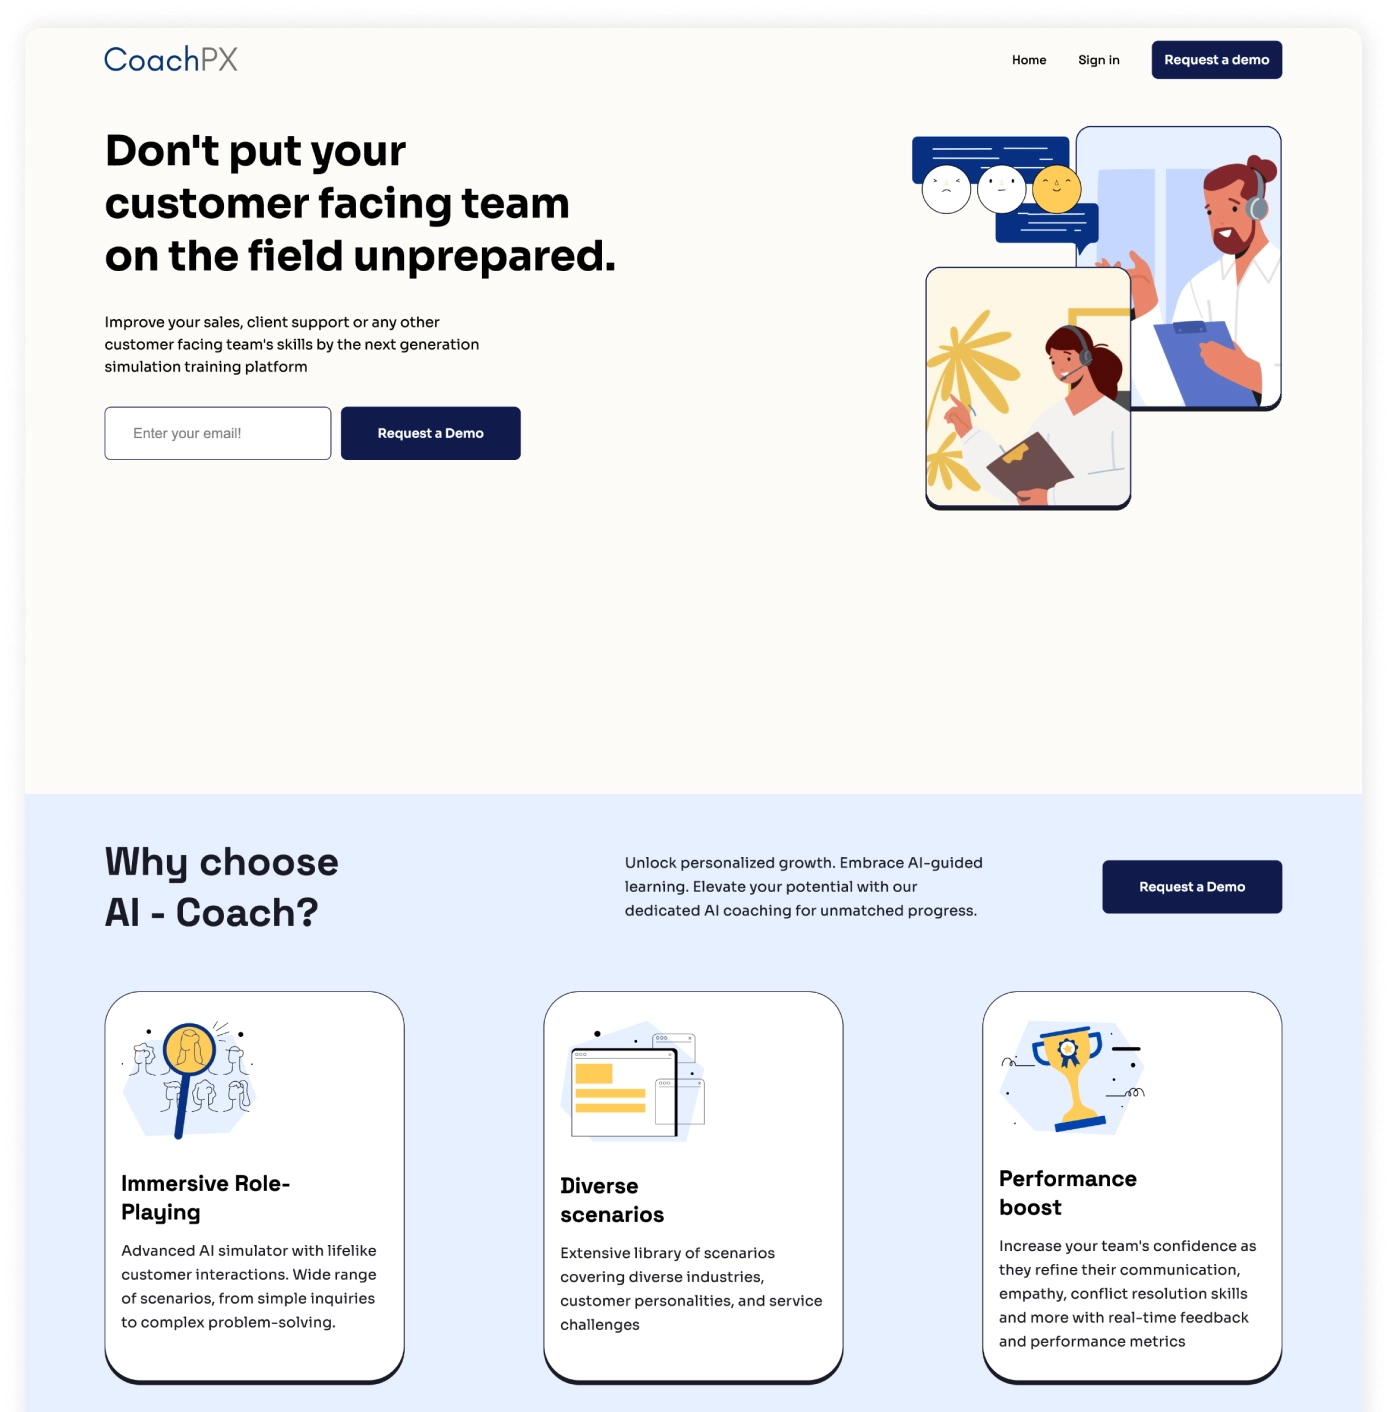 CoachPX
Home
Sign in
Request a demo
Don't put your
customer facing team
on the field unprepared.
Improve your sales, client support or any other
customer facing team's skills by the next generation
simulation training platform
Enter your email!
Request a Demo
Why choose
AI - Coach?
Unlock personalized growth. Embrace AI-guided
learning. Elevate your potential with our
dedicated AI coaching for unmatched progress.
Request a Demo
Immersive Role-
Playing
Advanced AI simulator with lifelike
customer interactions. Wide range
of scenarios, from simple inquiries
to complex problem-solving.
Diverse
scenarios
Extensive library of scenarios
covering diverse industries,
customer personalities, and service
challenges
Performance
boost
Increase your team's confidence as
they refine their communication,
empathy, conflict resolution skills
and more with real-time feedback
and performance metrics